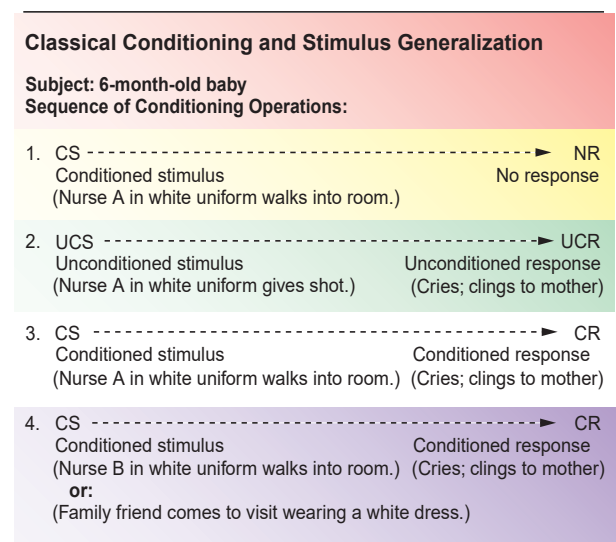 Classical Conditioning and Stimulus Generalization
Subject: 6-month-old baby
Sequence of Conditioning Operations:
1. CS NR
Conditioned stimulus No response
(Nurse A in white uniform walks into room.)
2. UCS UCR
Unconditioned stimulus Unconditioned response
(Nurse A in white uniform gives shot.) (Cries; clings to mother)
3. CS CR
Conditioned stimulus Conditioned response
(Nurse A in white uniform walks into room.) (Cries; clings to mother)
4. CS CR
Conditioned stimulus Conditioned response
(Nurse B in white uniform walks into room.) (Cries; clings to mother)
or:
(Family friend comes to visit wearing a white dress.)